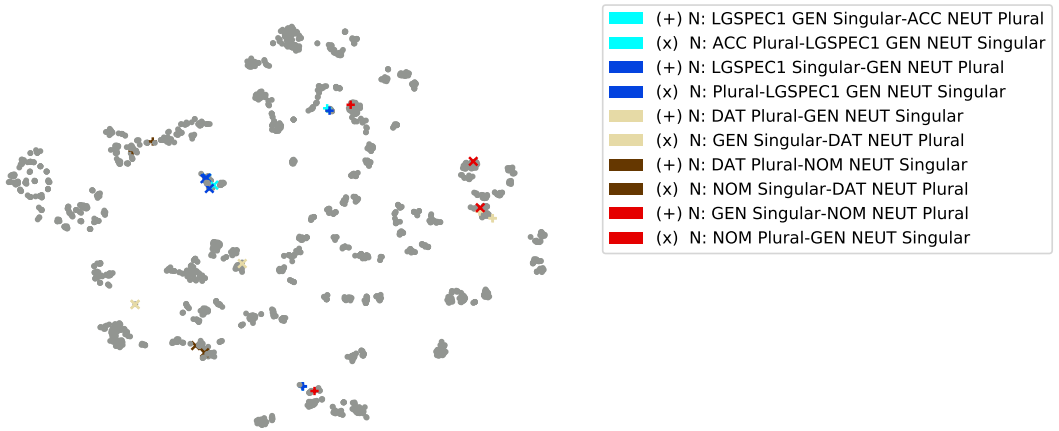 (+) N: LGSPEC1 GEN Singular-ACC NEUT Plural
(x) N: ACC Plural-LGSPEC1 GEN NEUT Singular
(+) N: LGSPEC1 Singular-GEN NEUT Plural
(x) N: Plural-LGSPEC1 GEN NEUT Singular
(+) N: DAT Plural-GEN NEUT Singular
(x) N: GEN Singular-DAT NEUT Plural
(+) N: DAT Plural-NOM NEUT Singular
(x) N: NOM Singular-DAT NEUT Plural
(+) N: GEN Singular-NOM NEUT Plural
(x) N: NOM Plural-GEN NEUT Singular